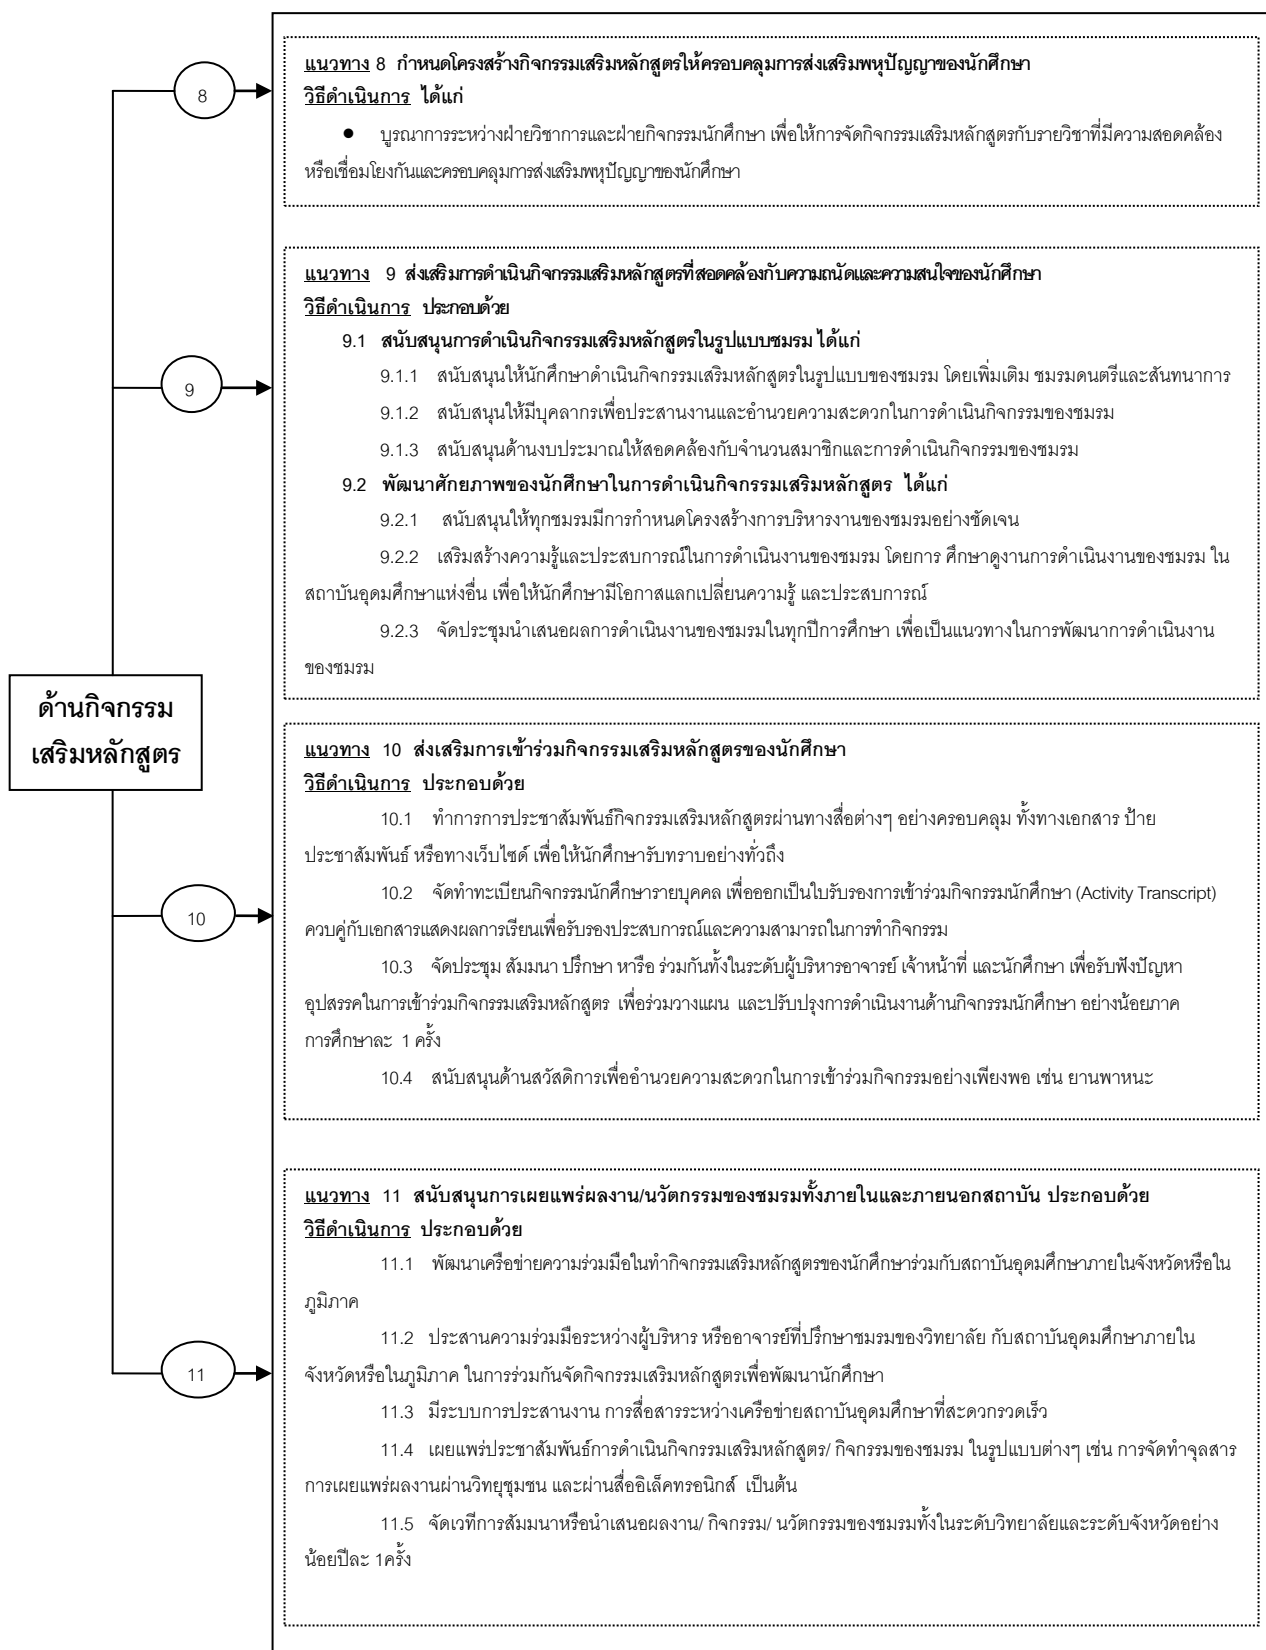 8
แนวทาง 8 กำหนดโครงสร้างกิจกรรมเสริมหลักสูตรให้ครอบคลุมการส่งเสริมพหุปัญญาของนักศึกษา
วิธีดำเนินการ ได้แก่
● บูรณาการระหว่างฝ่ายวิชาการและฝ่ายกิจกรรมนักศึกษา เพื่อให้การจัดกิจกรรมเสริมหลักสูตรกับรายวิชาที่มีความสอดคล้อง
หรือเชื่อมโยงกันและครอบคลุมการส่งเสริมพหุปัญญาของนักศึกษา
9
แนวทาง 9 ส่งเสริมการดำเนินกิจกรรมเสริมหลักสูตรที่สอดคล้องกับความถนัดและความสนใจของนักศึกษา
วิธีดำเนินการ ประกอบด้วย
9.1 สนับสนุนการดำเนินกิจกรรมเสริมหลักสูตรในรูปแบบชมรม ได้แก่
9.1.1 สนับสนุนให้นักศึกษาดำเนินกิจกรรมเสริมหลักสูตรในรูปแบบของชมรม โดยเพิ่มเติม ชมรมดนตรีและสันทนาการ
9.1.2 สนับสนุนให้มีบุคลากรเพื่อประสานงานและอำนวยความสะดวกในการดำเนินกิจกรรมของชมรม
9.1.3 สนับสนุนด้านงบประมาณให้สอดคล้องกับจำนวนสมาชิกและการดำเนินกิจกรรมของชมรม
9.2 พัฒนาศักยภาพของนักศึกษาในการดำเนินกิจกรรมเสริมหลักสูตร ได้แก่
9.2.1 สนับสนุนให้ทุกชมรมมีการกำหนดโครงสร้างการบริหารงานของชมรมอย่างชัดเจน
9.2.2 เสริมสร้างความรู้และประสบการณ์ในการดำเนินงานของชมรม โดยการ ศึกษาดูงานการดำเนินงานของชมรม ใน
สถาบันอุดมศึกษาแห่งอื่น เพื่อให้นักศึกษามีโอกาสแลกเปลี่ยนความรู้ และประสบการณ์
9.2.3 จัดประชุมนำเสนอผลการดำเนินงานของชมรมในทุกปีการศึกษา เพื่อเป็นแนวทางในการพัฒนาการดำเนินงาน
ของชมรม
ด้านกิจกรรม
เสริมหลักสูตร
10
แนวทาง 10 ส่งเสริมการเข้าร่วมกิจกรรมเสริมหลักสูตรของนักศึกษา
วิธีดำเนินการ ประกอบด้วย
10.1 ทำการการประชาสัมพันธ์กิจกรรมเสริมหลักสูตรผ่านทางสื่อต่างๆ อย่างครอบคลุม ทั้งทางเอกสาร ป้าย
ประชาสัมพันธ์ หรือทางเว็บไซด์ เพื่อให้นักศึกษารับทราบอย่างทั่วถึง
10.2 จัดทำทะเบียนกิจกรรมนักศึกษารายบุคคล เพื่อออกเป็นใบรับรองการเข้าร่วมกิจกรรมนักศึกษา (Activity Transcript)
ควบคู่กับเอกสารแสดงผลการเรียนเพื่อรับรองประสบการณ์และความสามารถในการทำกิจกรรม
10.3 จัดประชุม สัมมนา ปรึกษา หารือ ร่วมกันทั้งในระดับผู้บริหารอาจารย์ เจ้าหน้าที่ และนักศึกษา เพื่อรับฟังปัญหา
อุปสรรคในการเข้าร่วมกิจกรรมเสริมหลักสูตร เพื่อร่วมวางแผน และปรับปรุงการดำเนินงานด้านกิจกรรมนักศึกษา อย่างน้อยภาค
การศึกษาละ 1 ครั้ง
10.4 สนับสนุนด้านสวัสดิการเพื่ออำนวยความสะดวกในการเข้าร่วมกิจกรรมอย่างเพียงพอ เช่น ยานพาหนะ
11
แนวทาง 11 สนับสนุนการเผยแพร่ผลงาน/นวัตกรรมของชมรมทั้งภายในและภายนอกสถาบัน ประกอบด้วย
วิธีดำเนินการ ประกอบด้วย
11.1 พัฒนาเครือข่ายความร่วมมือในทำกิจกรรมเสริมหลักสูตรของนักศึกษาร่วมกับสถาบันอุดมศึกษาภายในจังหวัดหรือใน
ภูมิภาค
11.2 ประสานความร่วมมือระหว่างผู้บริหาร หรืออาจารย์ที่ปรึกษาชมรมของวิทยาลัย กับสถาบันอุดมศึกษาภายใน
จังหวัดหรือในภูมิภาค ในการร่วมกันจัดกิจกรรมเสริมหลักสูตรเพื่อพัฒนานักศึกษา
11.3 มีระบบการประสานงาน การสื่อสารระหว่างเครือข่ายสถาบันอุดมศึกษาที่สะดวกรวดเร็ว
11.4 เผยแพร่ประชาสัมพันธ์การดำเนินกิจกรรมเสริมหลักสูตร/ กิจกรรมของชมรม ในรูปแบบต่างๆ เช่น การจัดทำจุลสาร
การเผยแพร่ผลงานผ่านวิทยุชุมชน และผ่านสื่ออิเล็คทรอนิกส์ เป็นต้น
11.5 จัดเวทีการสัมมนาหรือนำเสนอผลงาน/ กิจกรรม/ นวัตกรรมของชมรมทั้งในระดับวิทยาลัยและระดับจังหวัดอย่าง
น้อยปีละ 1ครั้ง